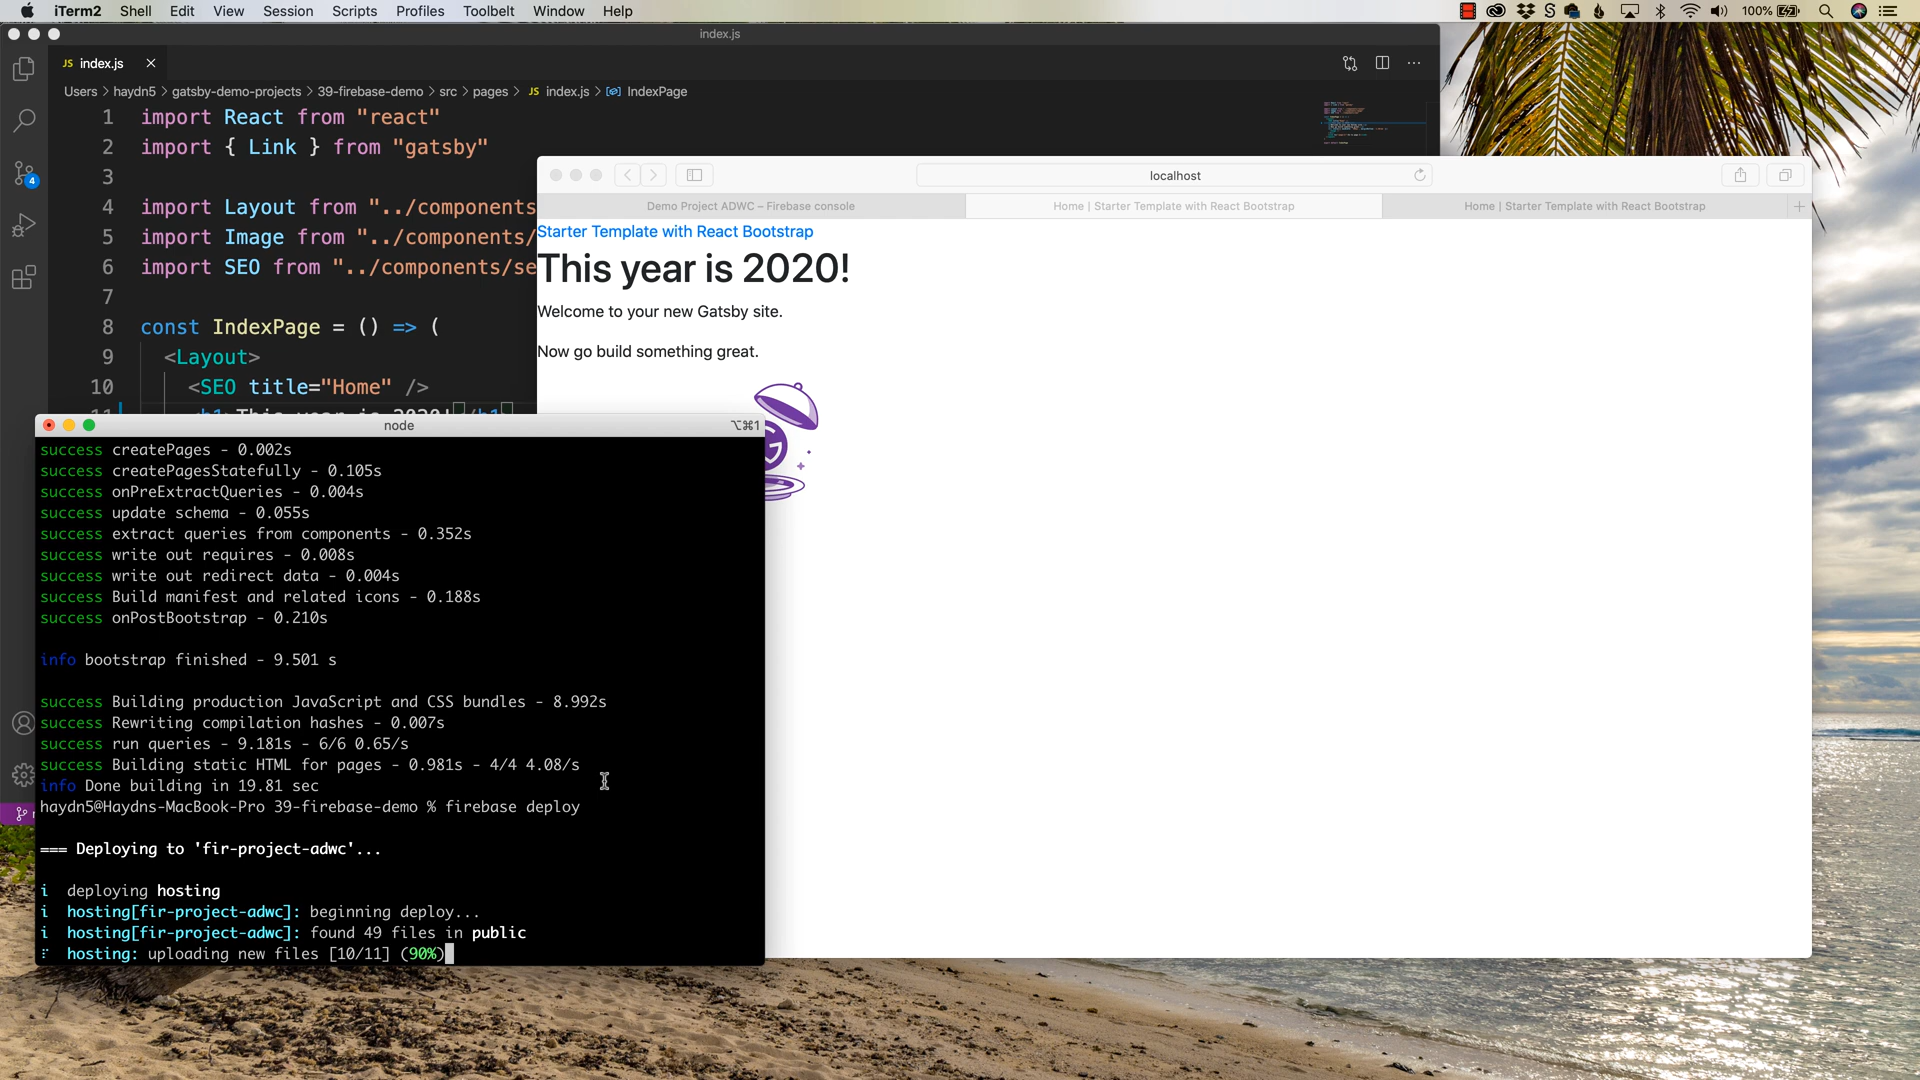 iTerm2 Shell Edit View Session Scripts Profiles Toolbelt Window Help
100%
index.js
JS index.js
Users > haydn5 > gatsby-demo-projects > 39-firebase-demo > src > pages > JS index.js > IndexPage
1 import React from "react"
2 import { Link } from "gatsby"
3
4 import Layout from "../components
5 import Image from "../components/
6 import SEO from "../components/se
7
8 const IndexPage = () => (
9 <Layout>
10 <SEO title="Home" />
4
localhost
Demo Project ADWC – Firebase console
Home | Starter Template with React Bootstrap
Home | Starter Template with React Bootstrap
Starter Template with React Bootstrap
This year is 2020!
Welcome to your new Gatsby site.
Now go build something great.
node
⌥⌘1
success createPages - 0.002s
success createPagesStatefully - 0.105s
success onPreExtractQueries - 0.004s
success update schema - 0.055s
success extract queries from components - 0.352s
success write out requires - 0.008s
success write out redirect data - 0.004s
success Build manifest and related icons - 0.188s
success onPostBootstrap - 0.210s
info bootstrap finished - 9.501 s
success Building production JavaScript and CSS bundles - 8.992s
success Rewriting compilation hashes - 0.007s
success run queries - 9.181s - 6/6 0.65/s
success Building static HTML for pages - 0.981s - 4/4 4.08/s
info Done building in 19.81 sec
haydn5@Haydns-MacBook-Pro 39-firebase-demo % firebase deploy
=== Deploying to 'fir-project-adwc'...
i deploying hosting
i hosting[fir-project-adwc]: beginning deploy...
i hosting[fir-project-adwc]: found 49 files in public
hosting: uploading new files [10/11] (90%)